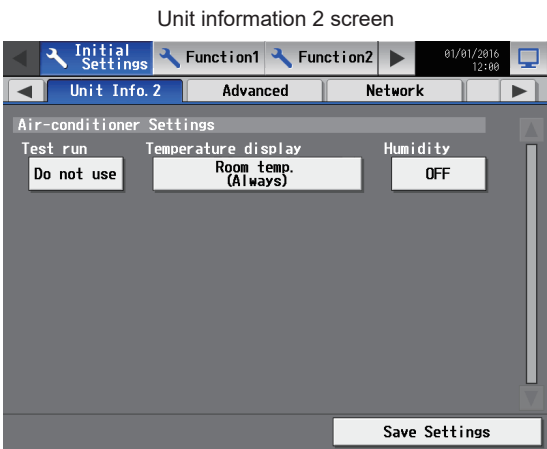 Unit information 2 screen
Initial
Settings
Function1
Function2
01/01/2016
12:00
Unit Info.2
Advanced
Network
Air-conditioner Settings
Test run
Temperature display
Humidity
Do not use
Room temp.
(Always)
OFF
Save Settings